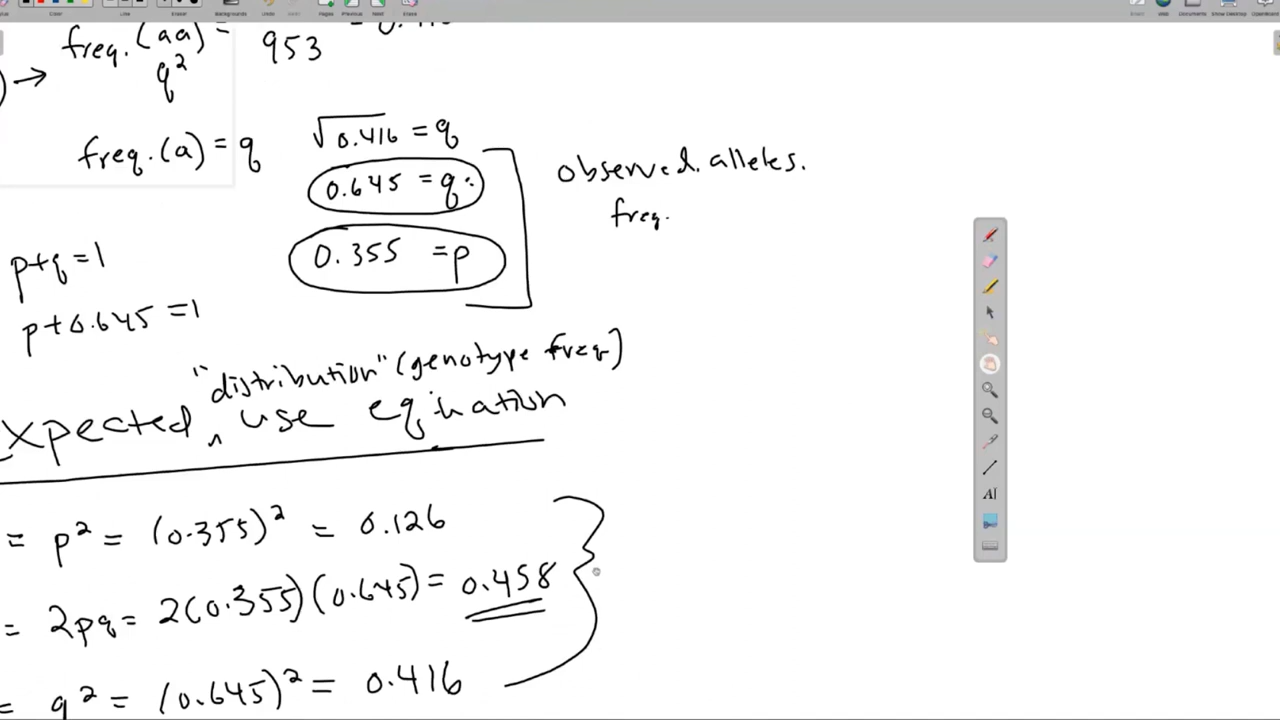 freq.(aa)=
953
q²
→
√0.416 = q
freq.(a) = q
0.645 = q
observed alleles.
freq.
0.355 = p
p+q=1
p+0.645=1
"distribution" (genotype freq)
xpected ^ use equation
= p² = (0.355)² = 0.126
= 2pq = 2(0.355)(0.645) = 0.458
= q² = (0.645)² = 0.416